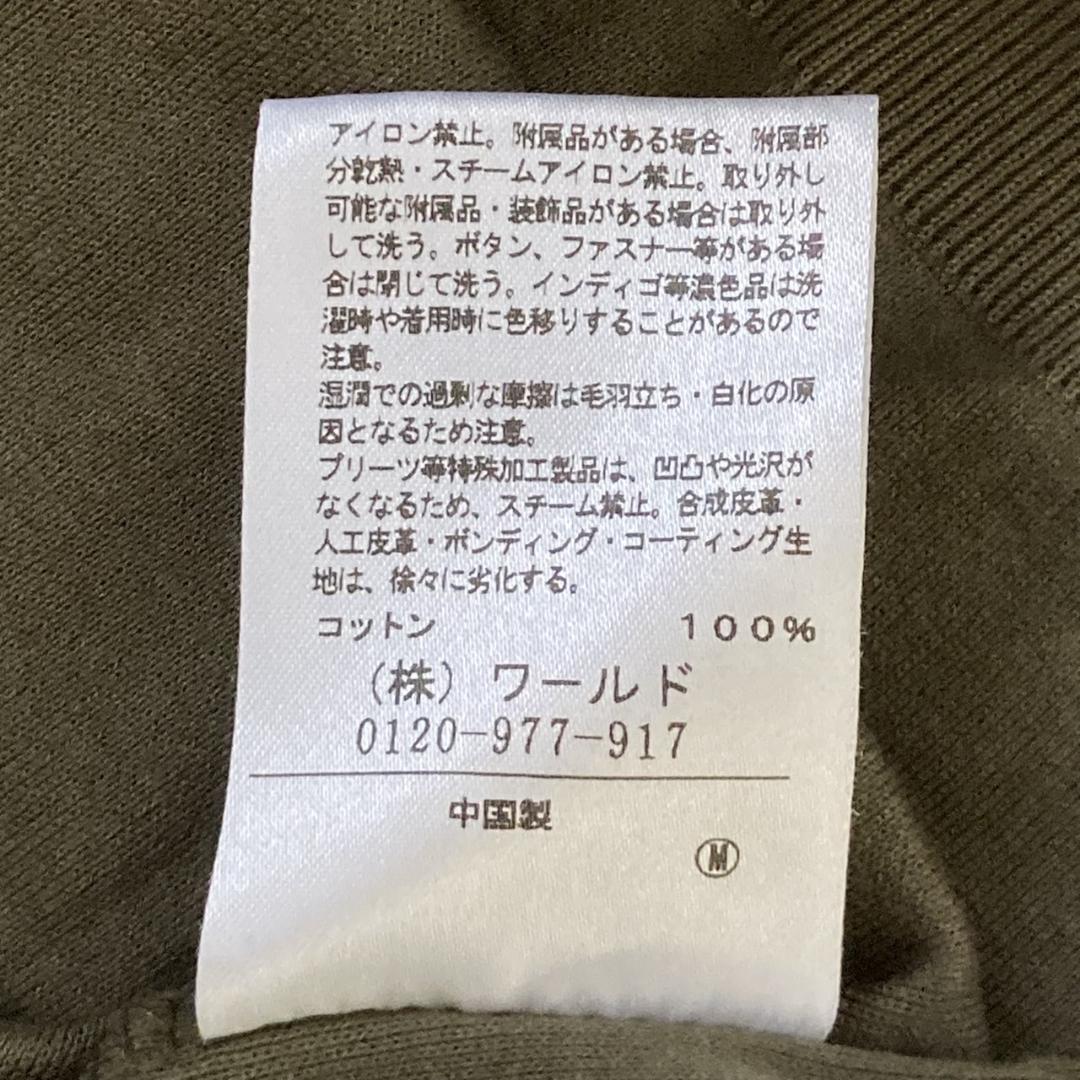 アイロン禁止。附属品がある場合、附属部
分乾熱・スチームアイロン禁止。取り外し
可能な附属品・装飾品がある場合は取り外
して洗う。ボタン、ファスナー等がある場
合は閉じて洗う。インディゴ等濃色品は洗
濯時や着用時に色移りすることがあるので
注意。
湿潤での過剰な摩擦は毛羽立ち・白化の原
因となるため注意。
プリーツ等特殊加工製品は、凹凸や光沢が
なくなるため、スチーム禁止。合成皮革・
人工皮革・ボンディング・コーティング生
地は、徐々に劣化する。
コットン 100%
(株) ワールド
0120-977-917
中国製
Ⓜ